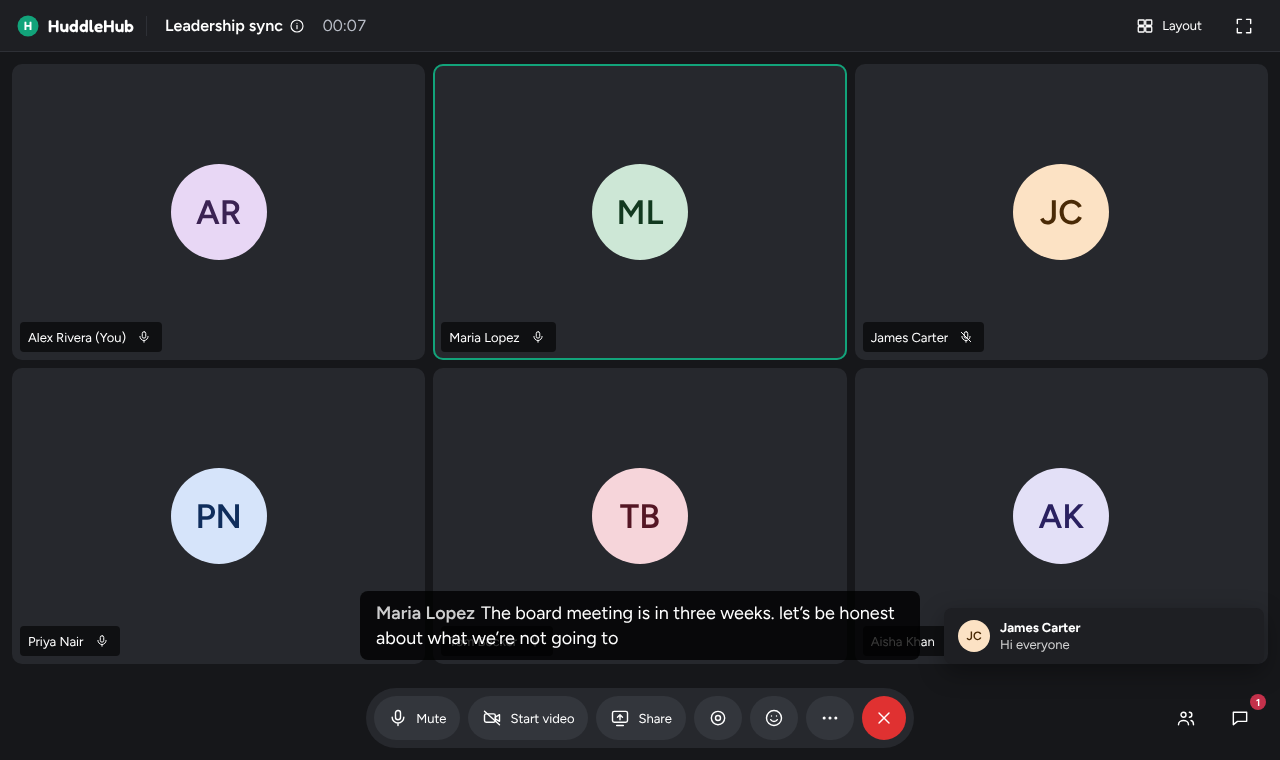 H HuddleHub
Leadership sync
00:07
Layout
AR
Alex Rivera (You)
ML
Maria Lopez
JC
James Carter
PN
Priya Nair
TB
AK
Aisha Khan
Maria Lopez The board meeting is in three weeks. let's be honest
about what we're not going to
JC
James Carter
Hi everyone
Mute
Start video
Share
1